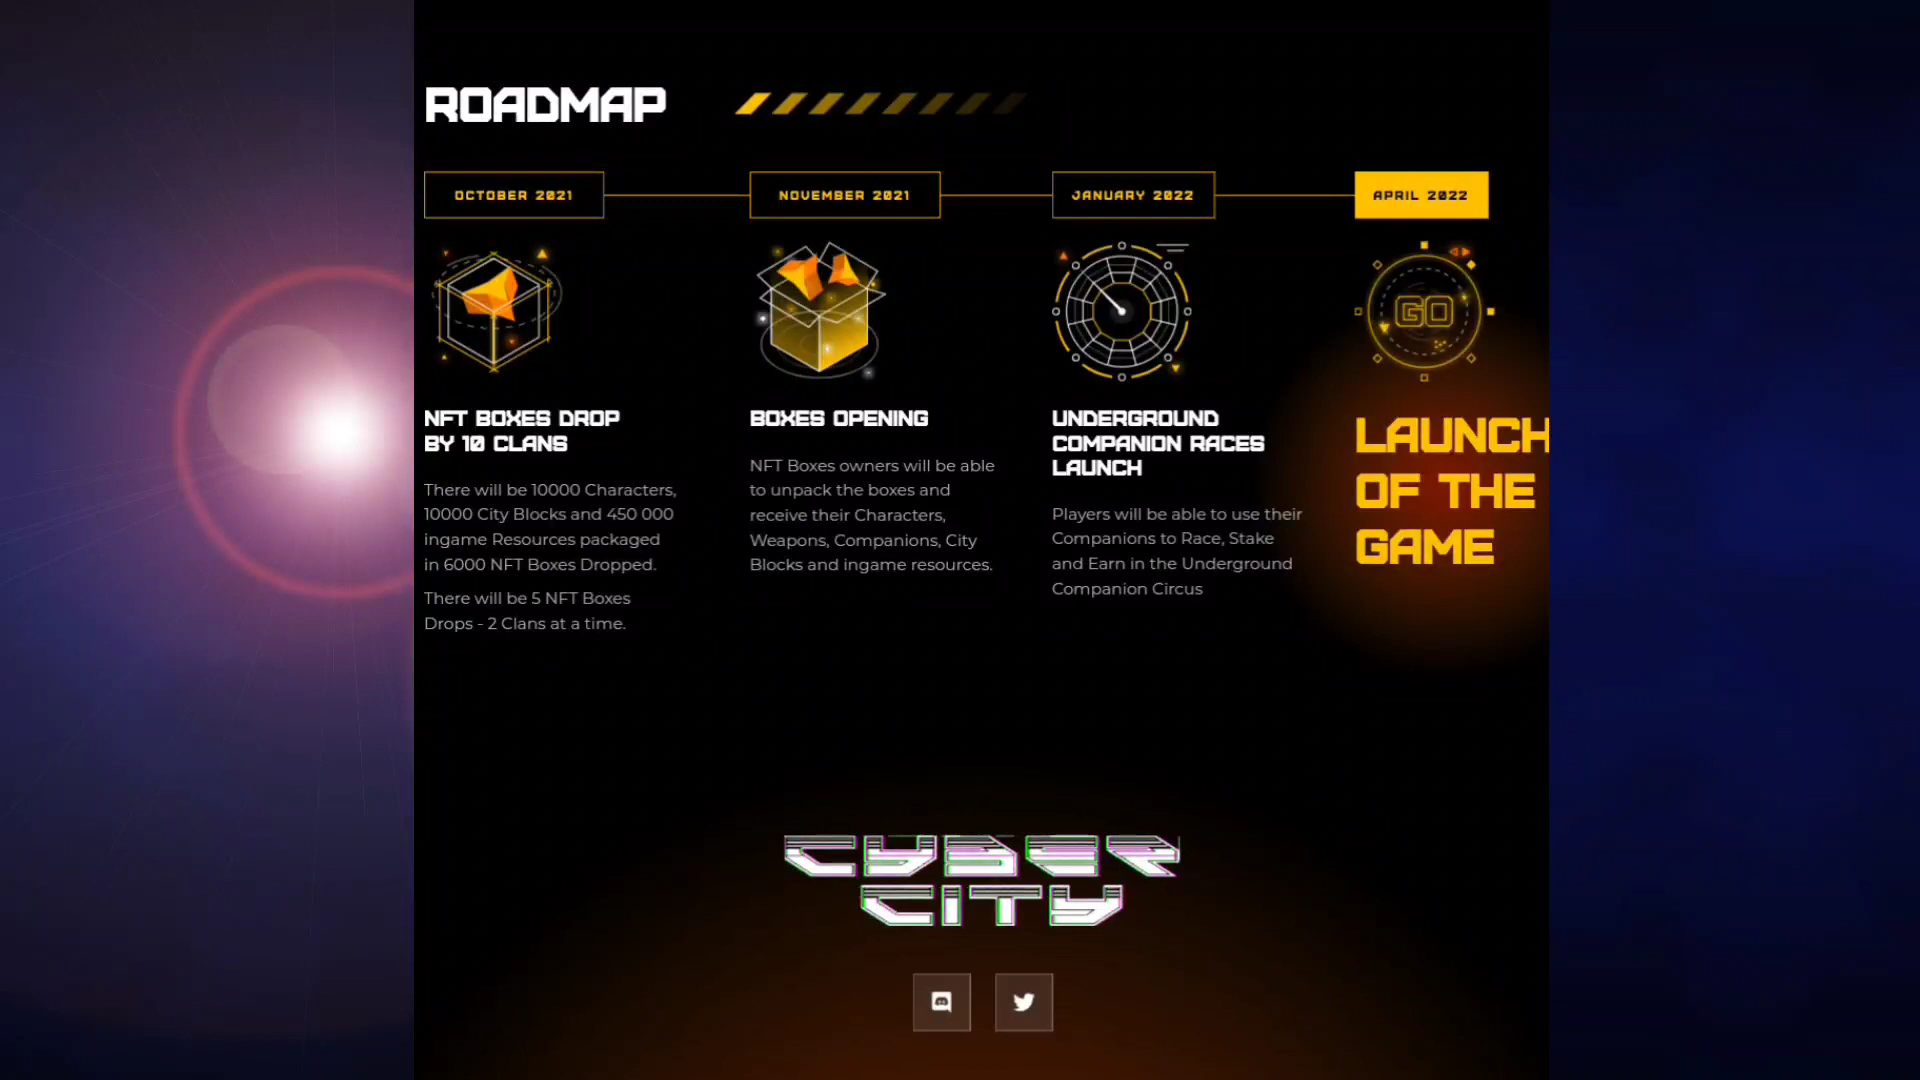 ROADMAP
OCTOBER 2021
NFT BOXES DROP
BY 10 CLANS
There will be 10000 Characters,
10000 City Blocks and 450 000
ingame Resources packaged
in 6000 NFT Boxes Dropped.
There will be 5 NFT Boxes
Drops - 2 Clans at a time.
NOVEMBER 2021
BOXES OPENING
NFT Boxes owners will be able
to unpack the boxes and
receive their Characters,
Weapons, Companions, City
Blocks and ingame resources.
JANUARY 2022
UNDERGROUND
COMPANION RACES
LAUNCH
Players will be able to use their
Companions to Race, Stake
and Earn in the Underground
Companion Circus
APRIL 2022
GO
LAUNCH
OF THE
GAME
CYBER
CITY